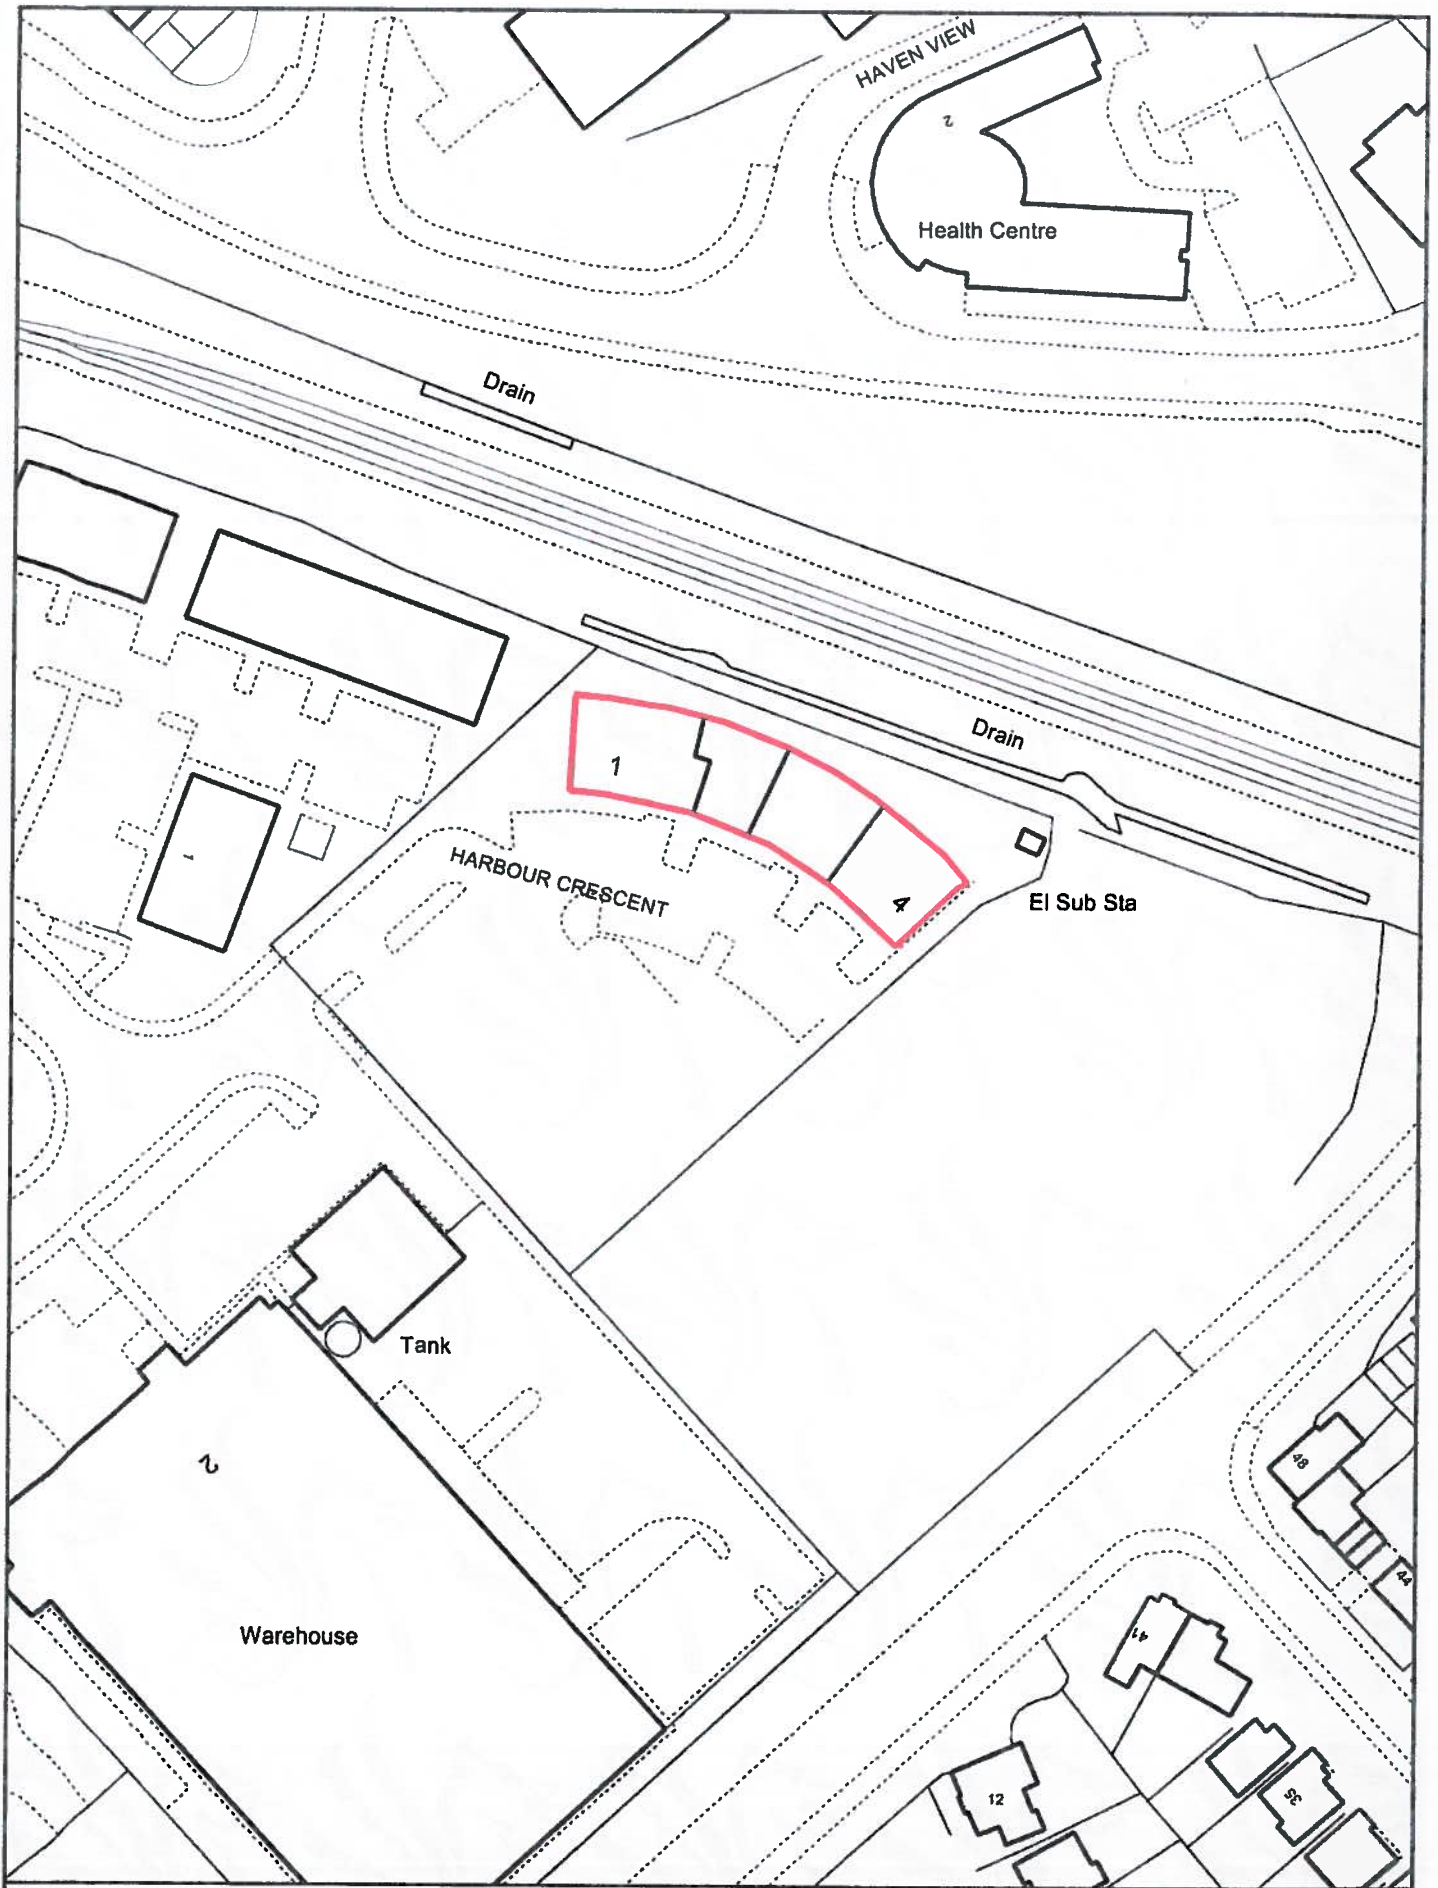 HAVEN VIEW
2
Health Centre
Drain
Drain
1
HARBOUR CRESCENT
4
El Sub Sta
1
Tank
2
48
44
Warehouse
41
12
35